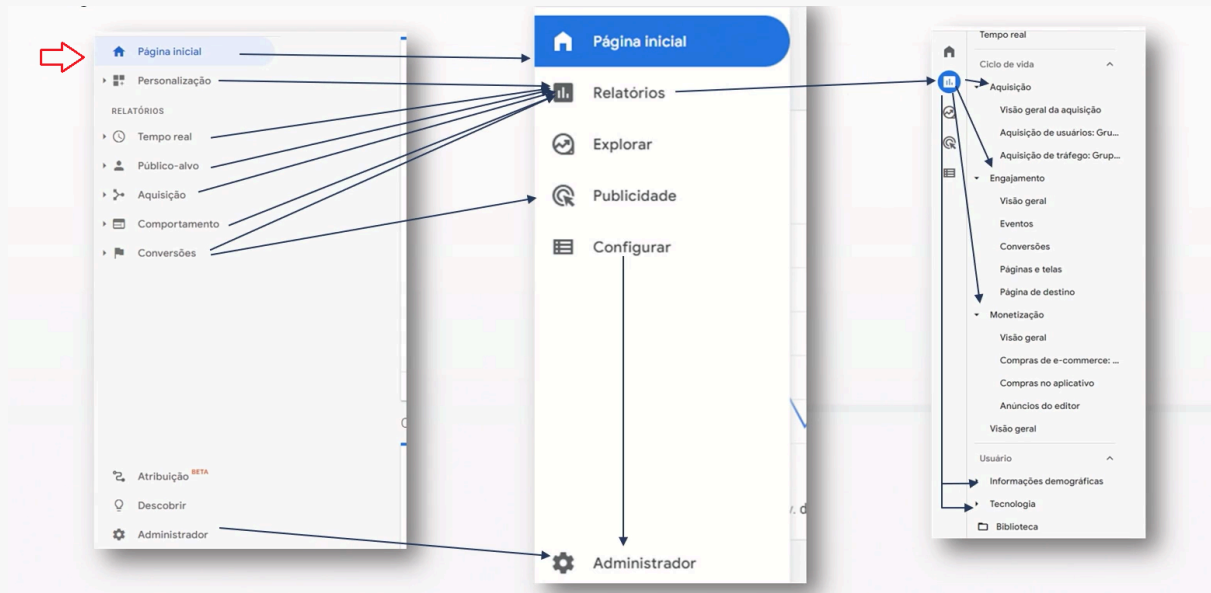 Página inicial
Personalização
RELATÓRIOS
Tempo real
Público-alvo
Aquisição
Comportamento
Conversões
Atribuição BETA
Descobrir
Administrador
Página inicial
Relatórios
Explorar
Publicidade
Configurar
Administrador
Tempo real
Ciclo de vida
Aquisição
Visão geral da aquisição
Aquisição de usuários: Gru...
Aquisição de tráfego: Grup...
Engajamento
Visão geral
Eventos
Conversões
Páginas e telas
Página de destino
Monetização
Visão geral
Compras de e-commerce: ...
Compras no aplicativo
Anúncios do editor
Visão geral
Usuário
Informações demográficas
Tecnologia
Biblioteca